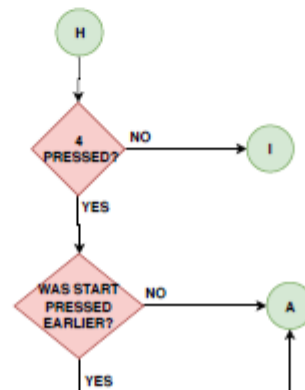 H
4
PRESSED?
NO
I
YES
WAS START
PRESSED
EARLIER?
NO
A
YES